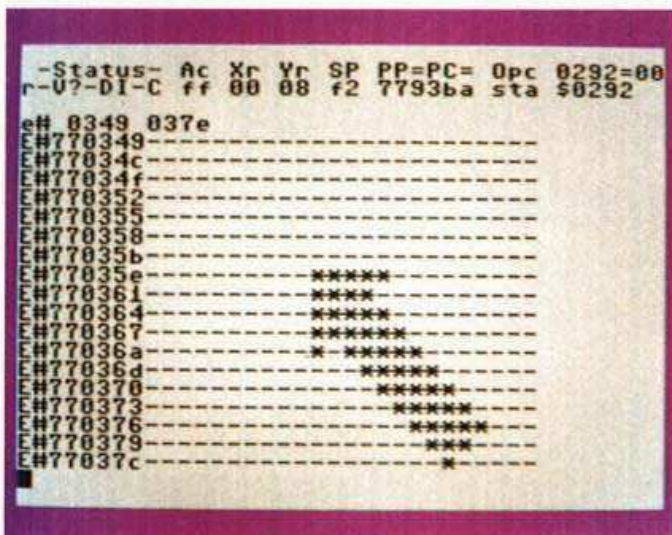 -Status- Ac Xr Yr SP PP=PC= Opc 0292=00
r-V?-DI-C ff 00 08 f2 7793ba sta $0292
e# 0349 037e
E#770349------------------------
E#77034c------------------------
E#77034f------------------------
E#770352------------------------
E#770355------------------------
E#770358------------------------
E#77035b------------------------
E#77035e----------*****---------
E#770361----------****----------
E#770364----------*****---------
E#770367----------******--------
E#77036a----------*-*****-------
E#77036d-------------*****------
E#770370--------------*****-----
E#770373---------------*****----
E#770376----------------*****---
E#770379-----------------***----
E#77037c------------------*-----